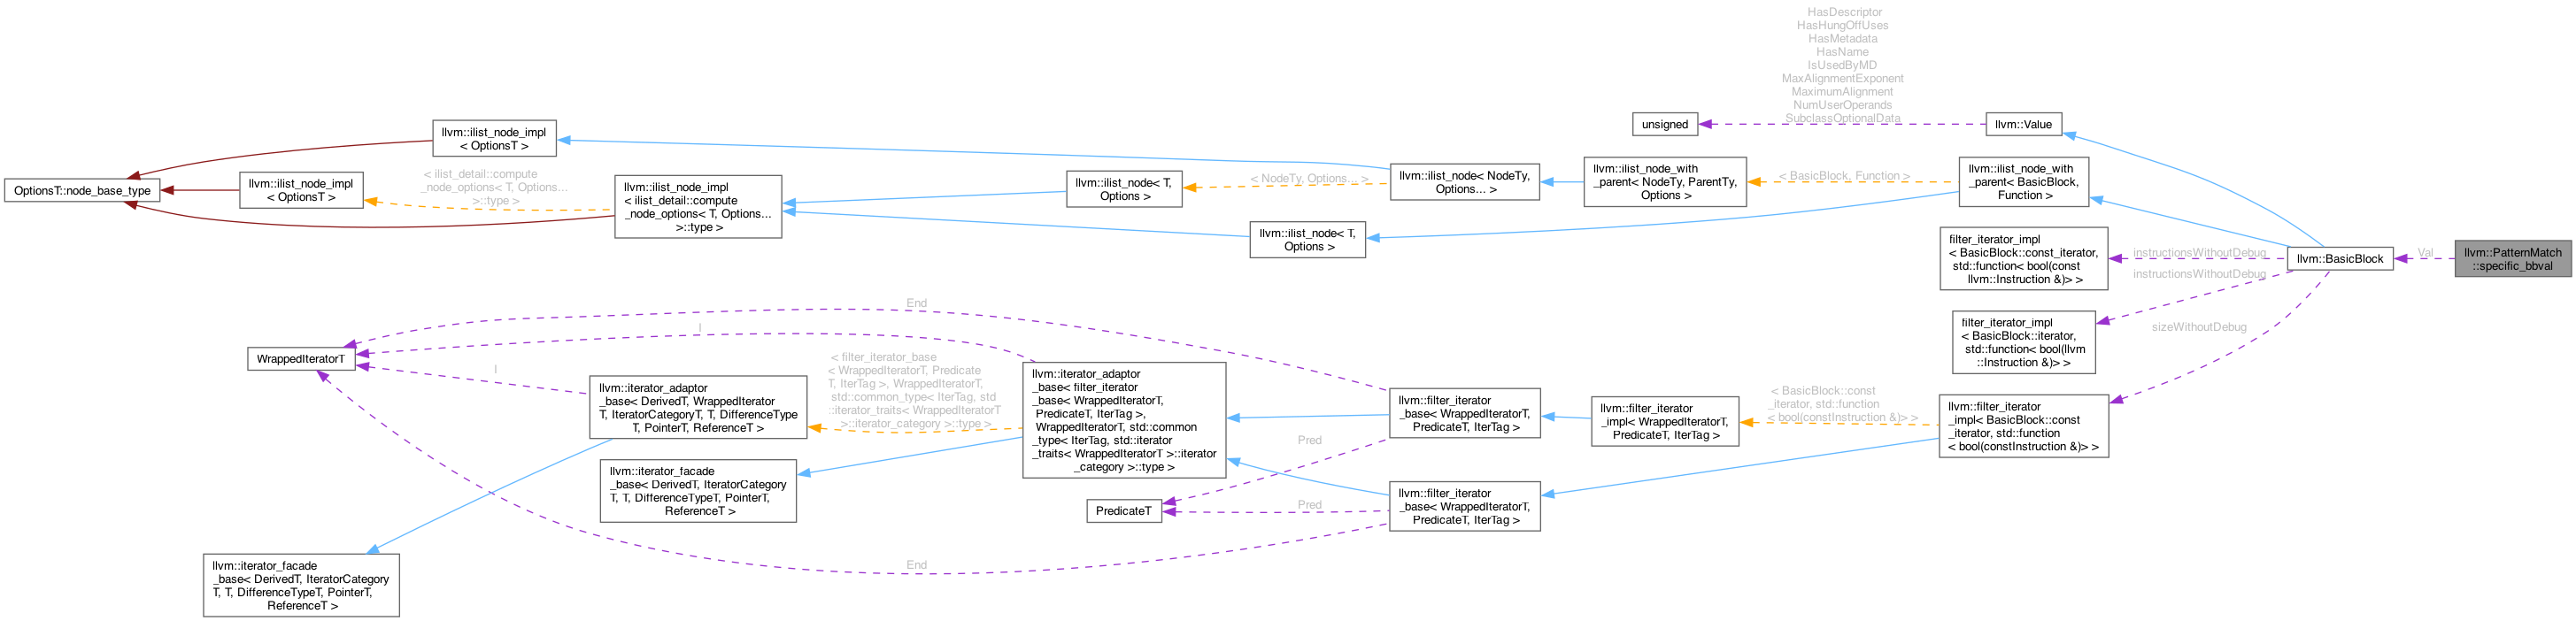 HasDescriptor
HasHungOffUses
HasMetadata
HasName
IsUsedByMD
MaxAlignmentExponent
MaximumAlignment
NumUserOperands
SubclassOptionalData
unsigned
llvm::Value
llvm::ilist_node_impl
< OptionsT >
OptionsT::node_base_type
llvm::ilist_node_impl
< OptionsT >
< ilist_detail::compute
_node_options< T, Options...
>::type >
llvm::ilist_node_impl
< ilist_detail::compute
_node_options< T, Options...
>::type >
llvm::ilist_node< T,
Options >
< NodeTy, Options... >
llvm::ilist_node< NodeTy,
Options... >
llvm::ilist_node_with
_parent< NodeTy, ParentTy,
Options >
< BasicBlock, Function >
llvm::ilist_node_with
_parent< BasicBlock,
Function >
llvm::ilist_node< T,
Options >
filter_iterator_impl
< BasicBlock::const_iterator,
std::function< bool(const
llvm::Instruction &)> >
instructionsWithoutDebug
instructionsWithoutDebug
llvm::BasicBlock
Val
llvm::PatternMatch
::specific_bbval
filter_iterator_impl
< BasicBlock::iterator,
std::function< bool(llvm
::Instruction &)> >
sizeWithoutDebug
End
I
I
WrappedIteratorT
llvm::iterator_adaptor
_base< DerivedT, WrappedIterator
T, IteratorCategoryT, T, DifferenceType
T, PointerT, ReferenceT >
< filter_iterator_base
< WrappedIteratorT, Predicate
T, IterTag >, WrappedIteratorT,
std::common_type< IterTag, std
::iterator_traits< WrappedIteratorT
>::iterator_category >::type >
llvm::iterator_adaptor
_base< filter_iterator
_base< WrappedIteratorT,
PredicateT, IterTag >,
WrappedIteratorT, std::common
_type< IterTag, std::iterator
_traits< WrappedIteratorT >::iterator
_category >::type >
llvm::filter_iterator
_base< WrappedIteratorT,
PredicateT, IterTag >
llvm::filter_iterator
_impl< WrappedIteratorT,
PredicateT, IterTag >
< BasicBlock::const
_iterator, std::function
< bool(constInstruction &)> >
llvm::filter_iterator
_impl< BasicBlock::const
_iterator, std::function
< bool(constInstruction &)> >
llvm::iterator_facade
_base< DerivedT, IteratorCategory
T, T, DifferenceTypeT, PointerT,
ReferenceT >
Pred
Pred
PredicateT
llvm::filter_iterator
_base< WrappedIteratorT,
PredicateT, IterTag >
End
llvm::iterator_facade
_base< DerivedT, IteratorCategory
T, T, DifferenceTypeT, PointerT,
ReferenceT >